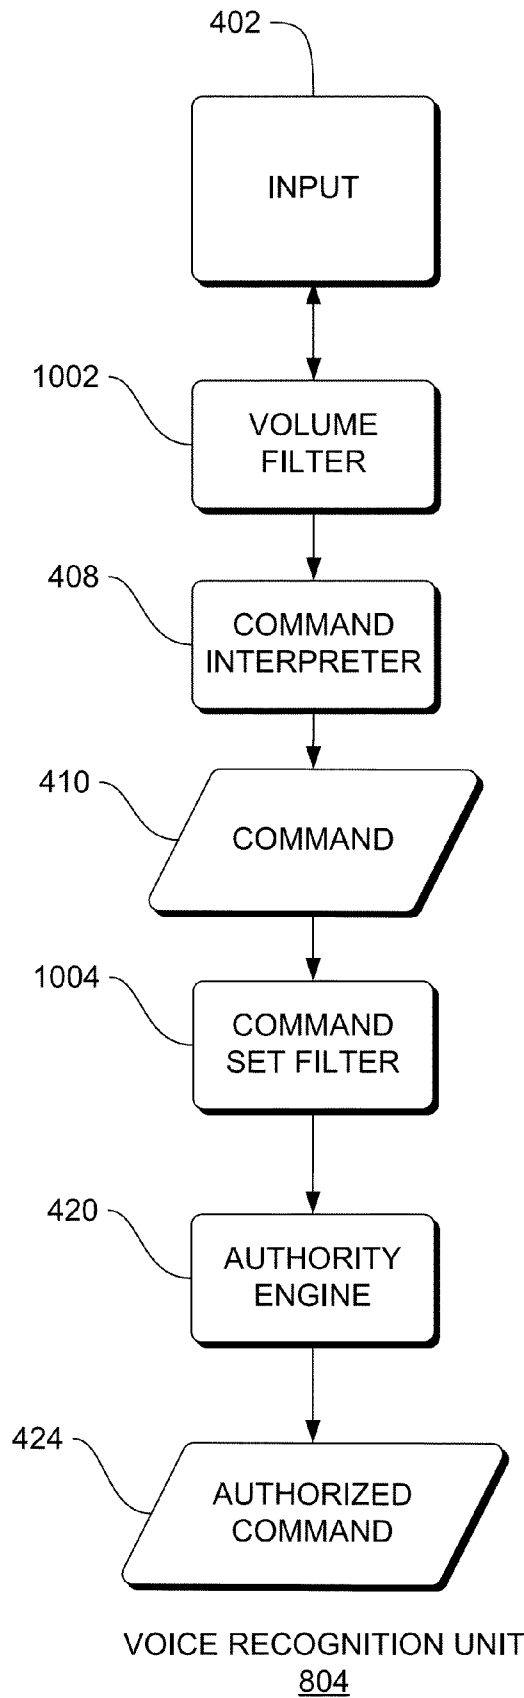 402
INPUT
1002
VOLUME
FILTER
408
COMMAND
INTERPRETER
410
COMMAND
1004
COMMAND
SET FILTER
420
AUTHORITY
ENGINE
424
AUTHORIZED
COMMAND
VOICE RECOGNITION UNIT
804